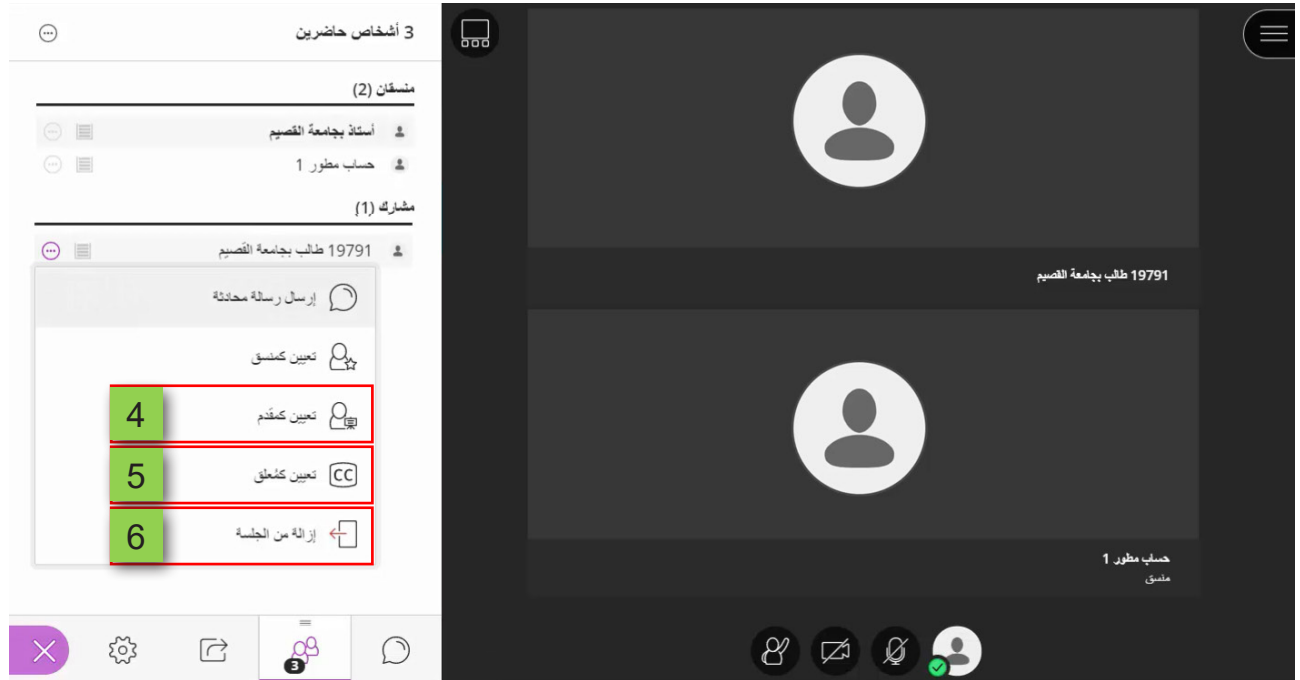 3 أشخاص حاضرين
منسقان (2)
أستاذ بجامعة القصيم
حساب مطور 1
مشارك (1)
19791 طالب بجامعة القصيم
إرسال رسالة محادثة
تعيين كمنسق
4 تعيين كمقدم
5 CC تعيين كمُعلق
6 إزالة من الجلسة
3
19791 طالب بجامعة القصيم
حساب مطور 1
منسق